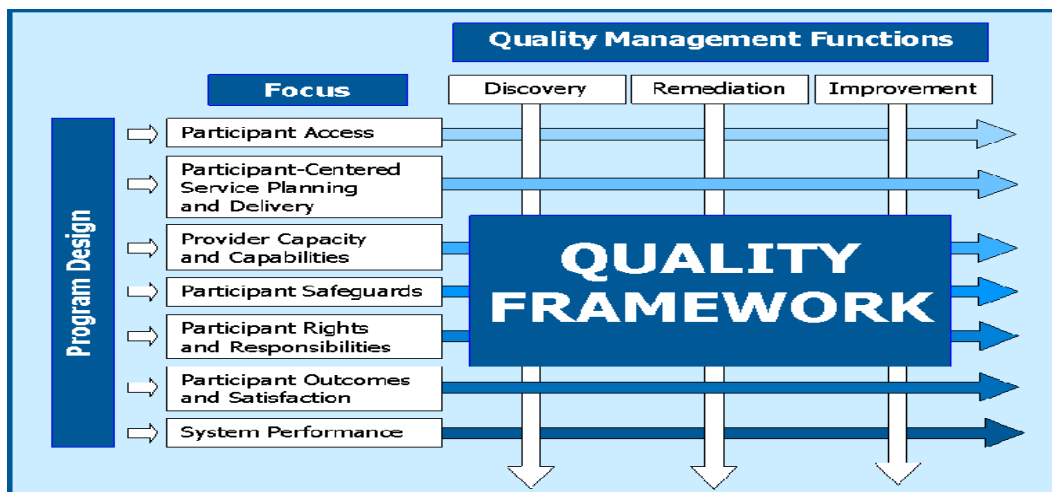 Quality Management Functions
Focus
Discovery
Remediation
Improvement
Program Design
Participant Access
Participant-Centered
Service Planning
and Delivery
Provider Capacity
and Capabilities
Participant Safeguards
Participant Rights
and Responsibilities
Participant Outcomes
and Satisfaction
System Performance
QUALITY
FRAMEWORK